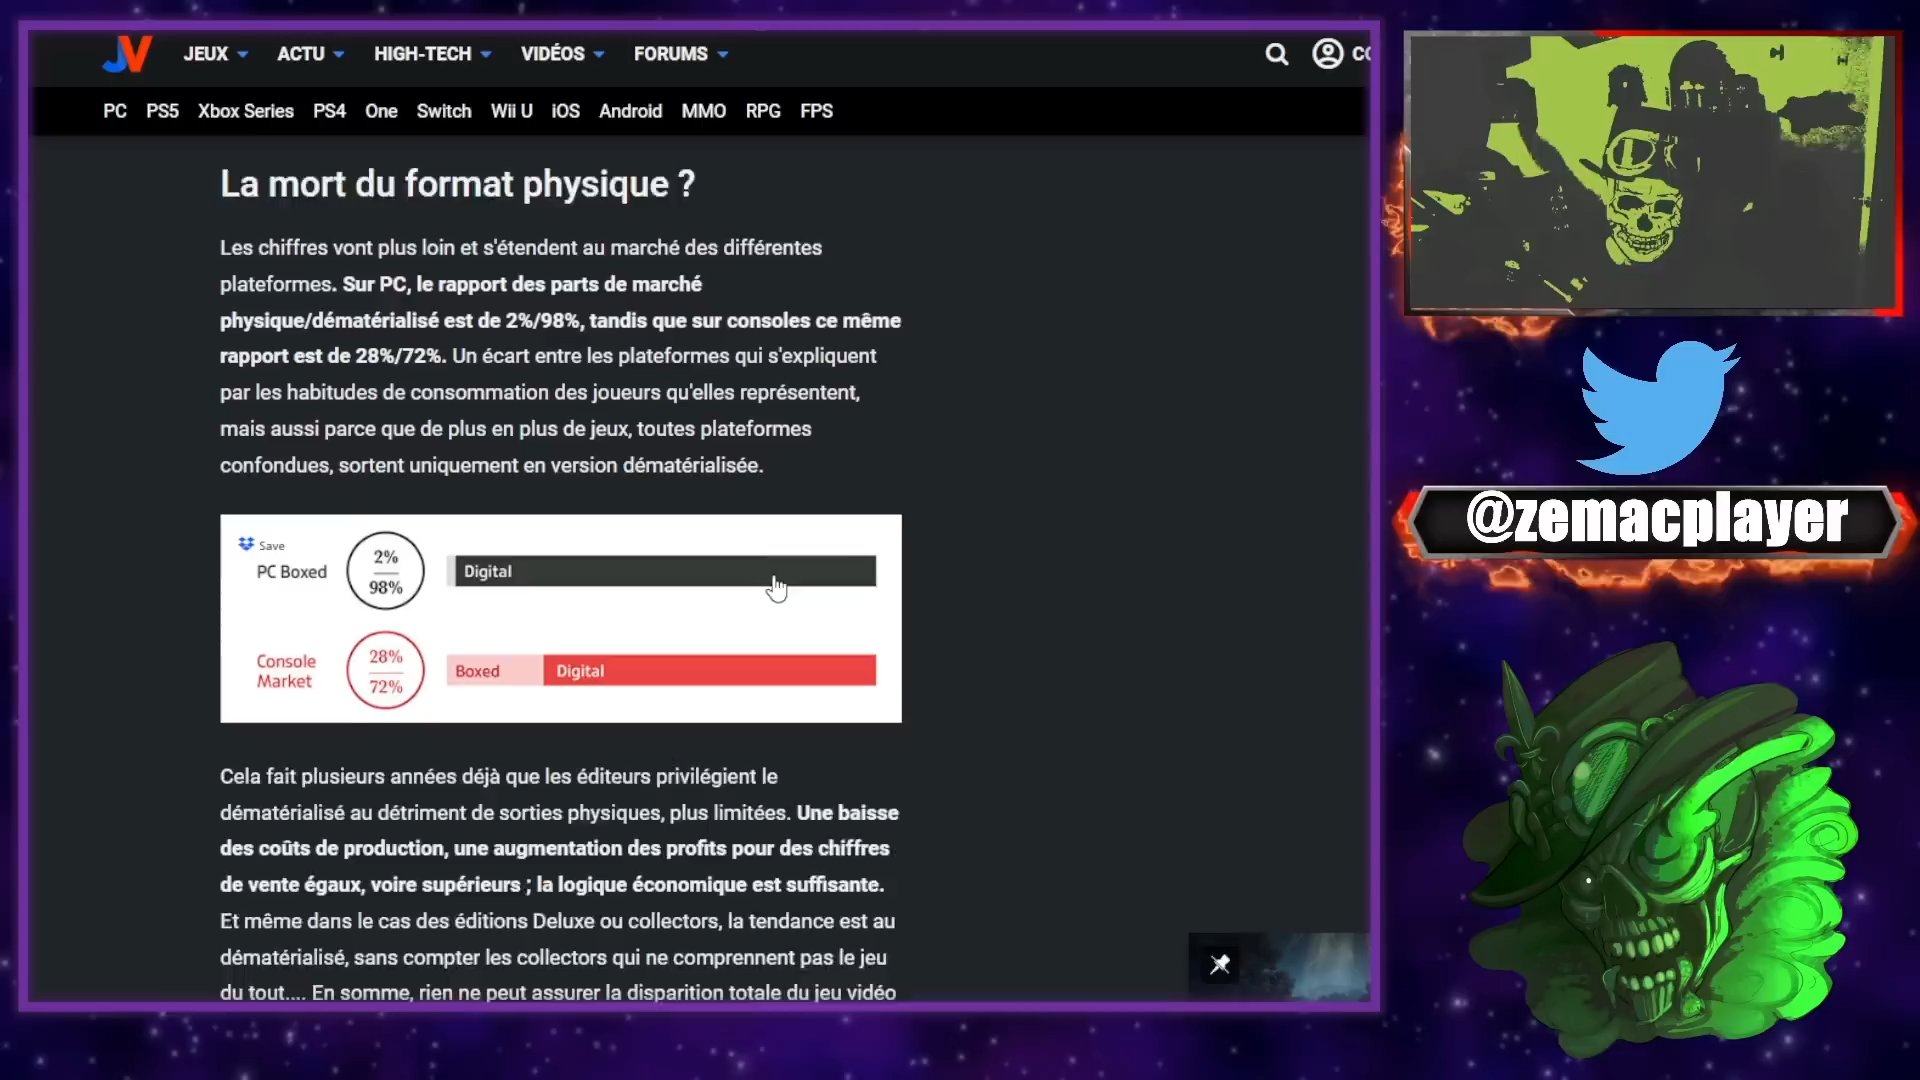 JV JEUX ACTU HIGH-TECH VIDÉOS FORUMS
PC PS5 Xbox Series PS4 One Switch Wii U iOS Android MMO RPG FPS
La mort du format physique ?
Les chiffres vont plus loin et s'étendent au marché des différentes
plateformes. Sur PC, le rapport des parts de marché
physique/dématérialisé est de 2%/98%, tandis que sur consoles ce même
rapport est de 28%/72%. Un écart entre les plateformes qui s'expliquent
par les habitudes de consommation des joueurs qu'elles représentent,
mais aussi parce que de plus en plus de jeux, toutes plateformes
confondues, sortent uniquement en version dématérialisée.
Save
PC Boxed
2%
98%
Digital
Console
Market
28%
72%
Boxed
Digital
Cela fait plusieurs années déjà que les éditeurs privilégient le
dématérialisé au détriment de sorties physiques, plus limitées. Une baisse
des coûts de production, une augmentation des profits pour des chiffres
de vente égaux, voire supérieurs ; la logique économique est suffisante.
Et même dans le cas des éditions Deluxe ou collectors, la tendance est au
dématérialisé, sans compter les collectors qui ne comprennent pas le jeu
du tout.... En somme, rien ne peut assurer la disparition totale du jeu vidéo
@zemacplayer